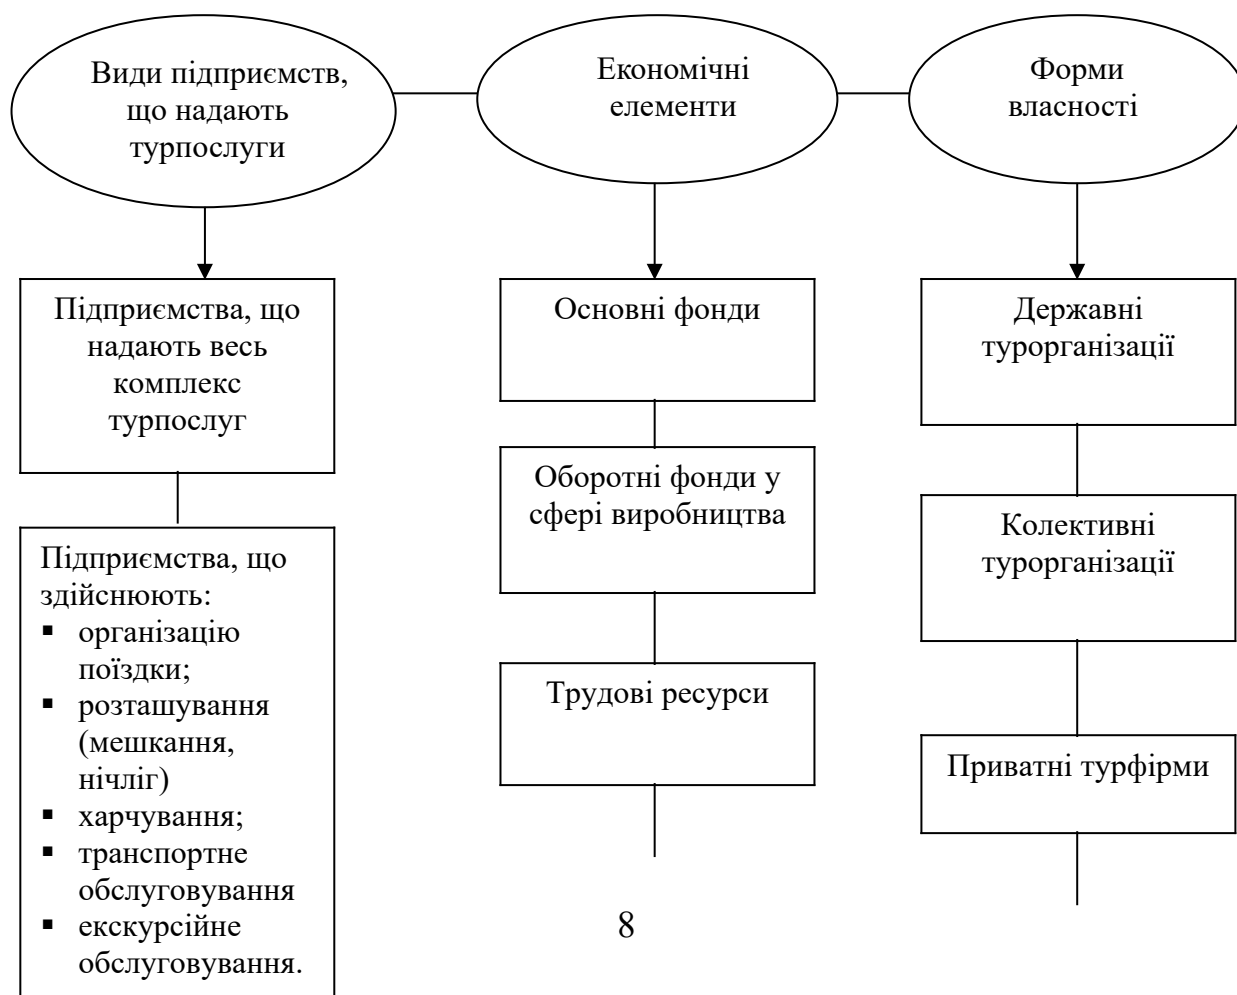 Види підприємств,
що надають
турпослуги
Економічні
елементи
Форми
власності
Підприємства, що
надають весь
комплекс
турпослуг
Підприємства, що
здійснюють:
▪ організацію
поїздки;
▪ розташування
(мешкання,
нічліг)
▪ харчування;
▪ транспортне
обслуговування
▪ екскурсійне
обслуговування.
Основні фонди
Оборотні фонди у
сфері виробництва
Трудові ресурси
Державні
турорганізації
Колективні
турорганізації
Приватні турфірми
8